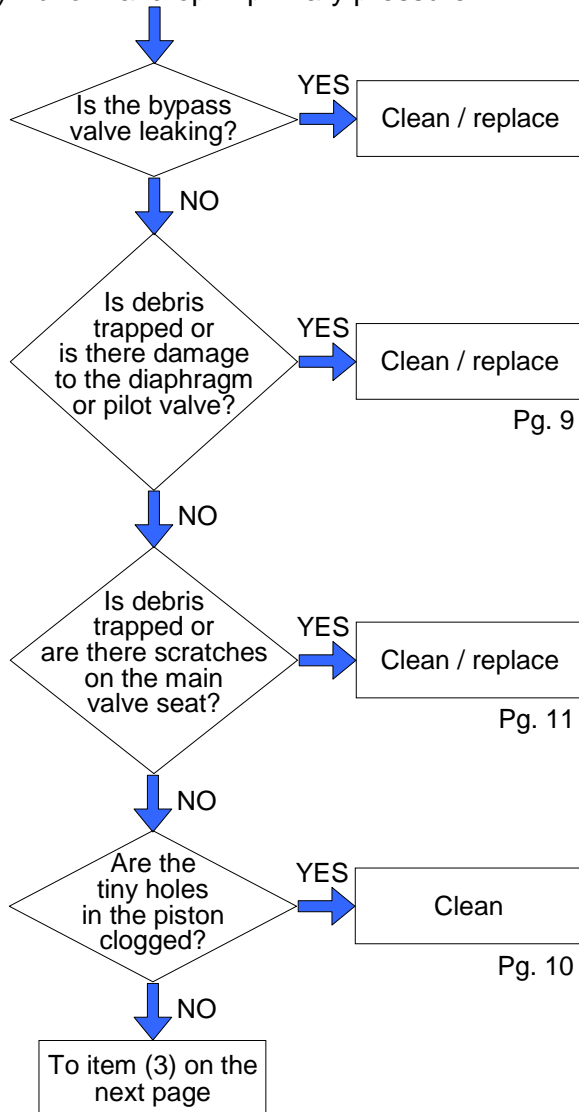 Is the bypass
valve leaking?
YES
Clean / replace
NO
Is debris
trapped or
is there damage
to the diaphragm
or pilot valve?
YES
Clean / replace
Pg. 9
NO
Is debris
trapped or
are there scratches
on the main
valve seat?
YES
Clean / replace
Pg. 11
NO
Are the
tiny holes
in the piston
clogged?
YES
Clean
Pg. 10
NO
To item (3) on the
next page